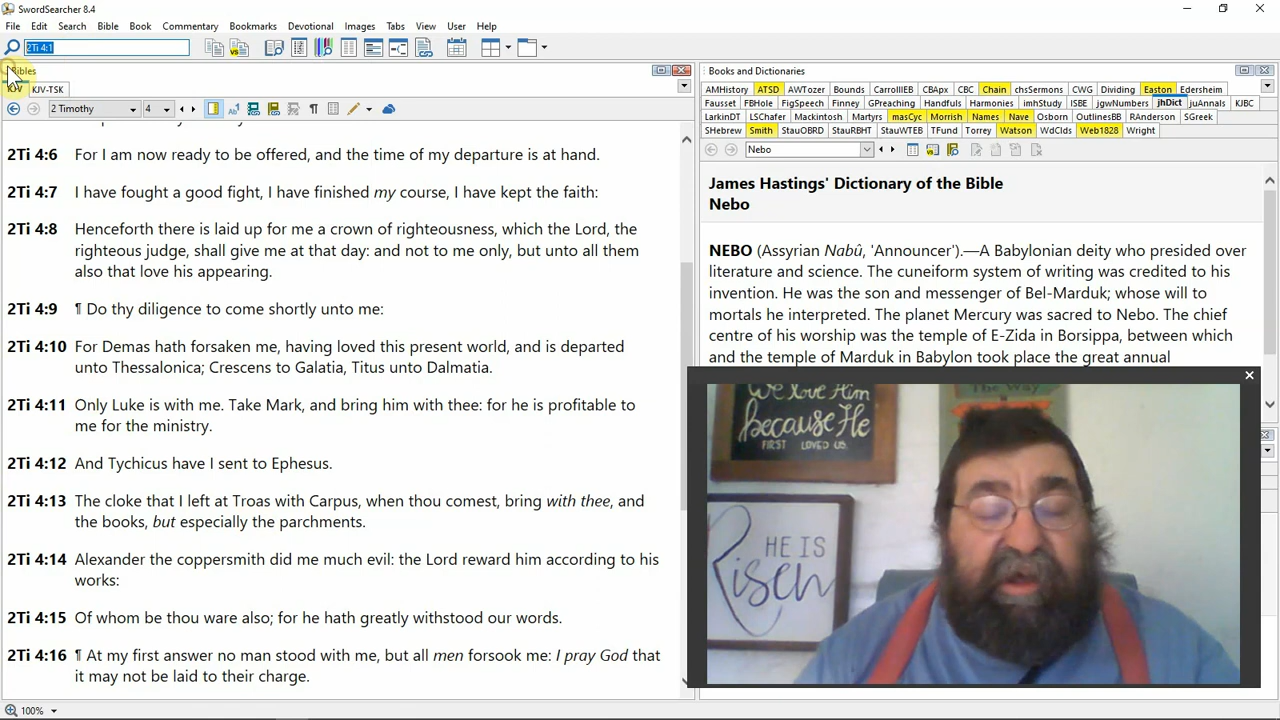 SwordSearcher 8.4
File Edit Search Bible Book Commentary Bookmarks Devotional Images Tabs View User Help
2Ti 4:1
Bibles
KJV KJV-TSK
2 Timothy 4
2Ti 4:6 For I am now ready to be offered, and the time of my departure is at hand.
2Ti 4:7 I have fought a good fight, I have finished my course, I have kept the faith:
2Ti 4:8 Henceforth there is laid up for me a crown of righteousness, which the Lord, the
righteous judge, shall give me at that day: and not to me only, but unto all them
also that love his appearing.
2Ti 4:9 ¶ Do thy diligence to come shortly unto me:
2Ti 4:10 For Demas hath forsaken me, having loved this present world, and is departed
unto Thessalonica; Crescens to Galatia, Titus unto Dalmatia.
2Ti 4:11 Only Luke is with me. Take Mark, and bring him with thee: for he is profitable to
me for the ministry.
2Ti 4:12 And Tychicus have I sent to Ephesus.
2Ti 4:13 The cloke that I left at Troas with Carpus, when thou comest, bring with thee, and
the books, but especially the parchments.
2Ti 4:14 Alexander the coppersmith did me much evil: the Lord reward him according to his
works:
2Ti 4:15 Of whom be thou ware also; for he hath greatly withstood our words.
2Ti 4:16 ¶ At my first answer no man stood with me, but all men forsook me: I pray God that
it may not be laid to their charge.
100%
Books and Dictionaries
AMHistory ATSD AWTozer Bounds CarrollEB CBApx CBC Chain chsSermons CWG Dividing Easton Edersheim
Fausset FBHole FigSpeech Finney GPreaching Handfuls Harmonies imhStudy ISBE jgwNumbers jhDict juAnnals KJBC
LarkinDT LSChafer Mackintosh Martyrs masCyc Morrish Names Nave Osborn OutlinesBB RAnderson SGreek
SHebrew Smith StauOBRD StauRBHT StauWTEB TFund Torrey Watson WdClds Web1828 Wright
Nebo
James Hastings' Dictionary of the Bible
Nebo
NEBO (Assyrian Nabû, 'Announcer').—A Babylonian deity who presided over
literature and science. The cuneiform system of writing was credited to his
invention. He was the son and messenger of Bel-Marduk; whose will to
mortals he interpreted. The planet Mercury was sacred to Nebo. The chief
centre of his worship was the temple of E-Zida in Borsippa, between which
and the temple of Marduk in Babylon took place the great annual
We love Him
because He
FIRST LOVED US.
The Way
HE IS
Risen